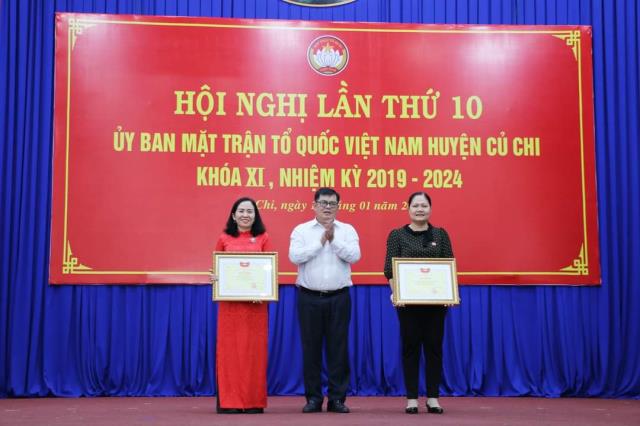 HỘI NGHỊ LẦN THỨ 10
ỦY BAN MẶT TRẬN TỔ QUỐC VIỆT NAM HUYỆN CỦ CHI
KHÓA XI, NHIỆM KỲ 2019 - 2024
Chi, ngày 01 năm